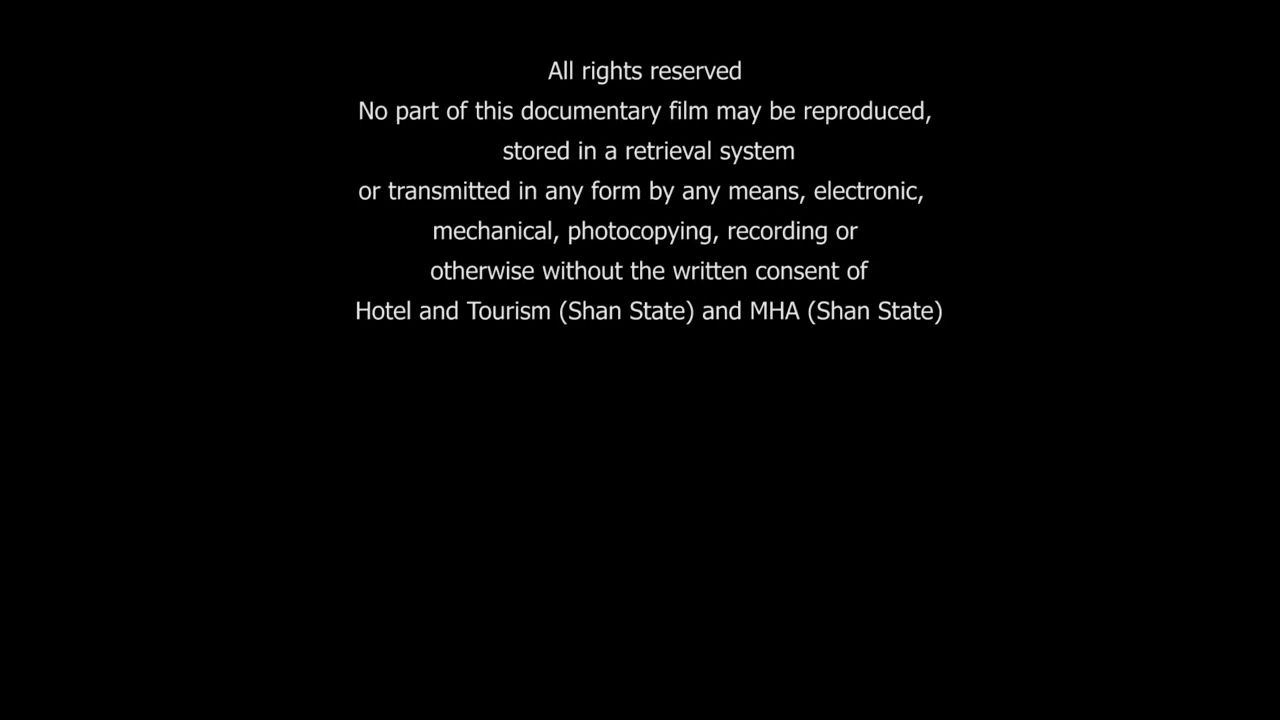 All rights reserved
No part of this documentary film may be reproduced,
stored in a retrieval system
or transmitted in any form by any means, electronic,
mechanical, photocopying, recording or
otherwise without the written consent of
Hotel and Tourism (Shan State) and MHA (Shan State)